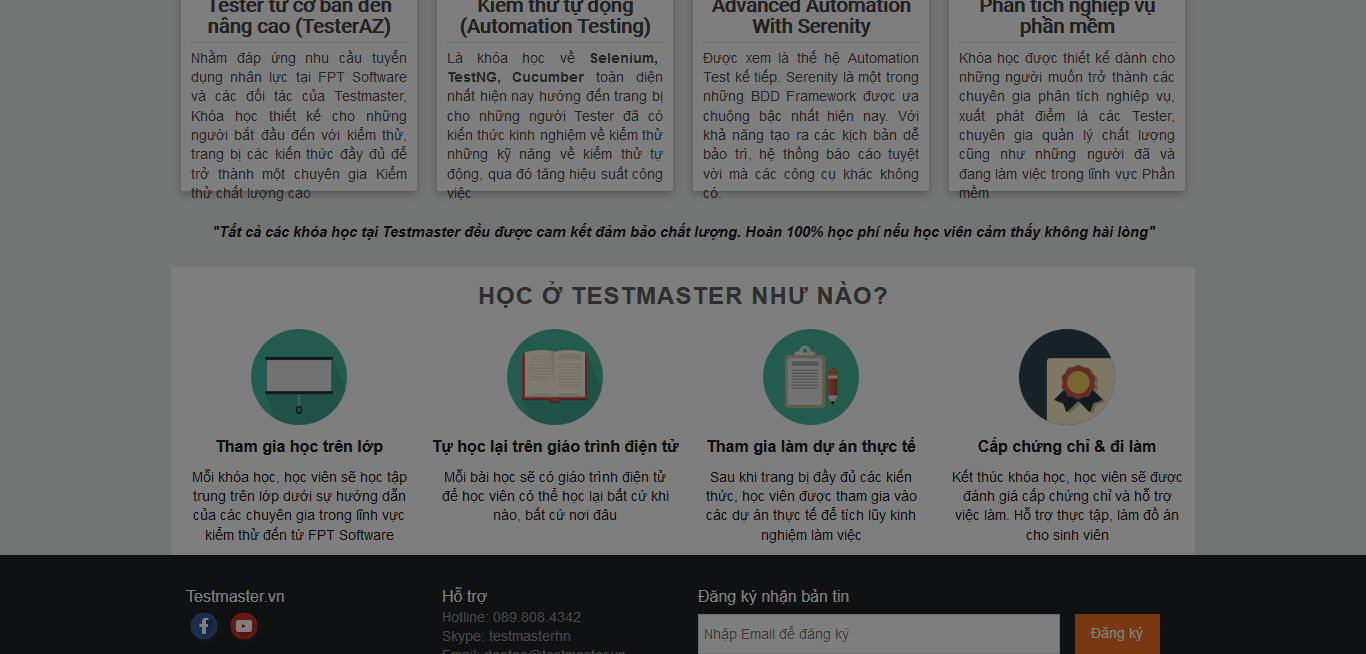 Tester từ cơ bản đến
nâng cao (TesterAZ)
Nhằm đáp ứng nhu cầu tuyển
dụng nhân lực tại FPT Software
và các đối tác của Testmaster,
Khóa học thiết kế cho những
người bắt đầu đến với kiểm thử,
trang bị các kiến thức đầy đủ để
trở thành một chuyên gia Kiểm
thử chất lượng cao
Kiểm thử tự động
(Automation Testing)
Là khóa học về Selenium,
TestNG, Cucumber toàn diện
nhất hiện nay hướng đến trang bị
cho những người Tester đã có
kiến thức kinh nghiệm về kiểm thử
những kỹ năng về kiểm thử tự
động, qua đó tăng hiệu suất công
việc
Advanced Automation
With Serenity
Được xem là thế hệ Automation
Test kế tiếp. Serenity là một trong
những BDD Framework được ưa
chuộng bậc nhất hiện nay. Với
khả năng tạo ra các kịch bản dễ
bảo trì, hệ thống báo cáo tuyệt
vời mà các công cụ khác không
có.
Phân tích nghiệp vụ
phần mềm
Khóa học được thiết kế dành cho
những người muốn trở thành các
chuyên gia phân tích nghiệp vụ,
xuất phát điểm là các Tester,
chuyên gia quản lý chất lượng
cũng như những người đã và
đang làm việc trong lĩnh vực Phần
mềm
"Tất cả các khóa học tại Testmaster đều được cam kết đảm bảo chất lượng. Hoàn 100% học phí nếu học viên cảm thấy không hài lòng"
HỌC Ở TESTMASTER NHƯ NÀO?
Tham gia học trên lớp
Mỗi khóa học, học viên sẽ học tập
trung trên lớp dưới sự hướng dẫn
của các chuyên gia trong lĩnh vực
kiểm thử đến từ FPT Software
Tự học lại trên giáo trình điện tử
Mỗi bài học sẽ có giáo trình điện tử
để học viên có thể học lại bất cứ khi
nào, bất cứ nơi đâu
Tham gia làm dự án thực tế
Sau khi trang bị đầy đủ các kiến
thức, học viên được tham gia vào
các dự án thực tế để tích lũy kinh
nghiệm làm việc
Cấp chứng chỉ & đi làm
Kết thúc khóa học, học viên sẽ được
đánh giá cấp chứng chỉ và hỗ trợ
việc làm. Hỗ trợ thực tập, làm đồ án
cho sinh viên
Testmaster.vn
Hỗ trợ
Hotline: 089.808.4342
Skype: testmasterhn
Đăng ký nhận bản tin
Nhập Email để đăng ký
Đăng ký